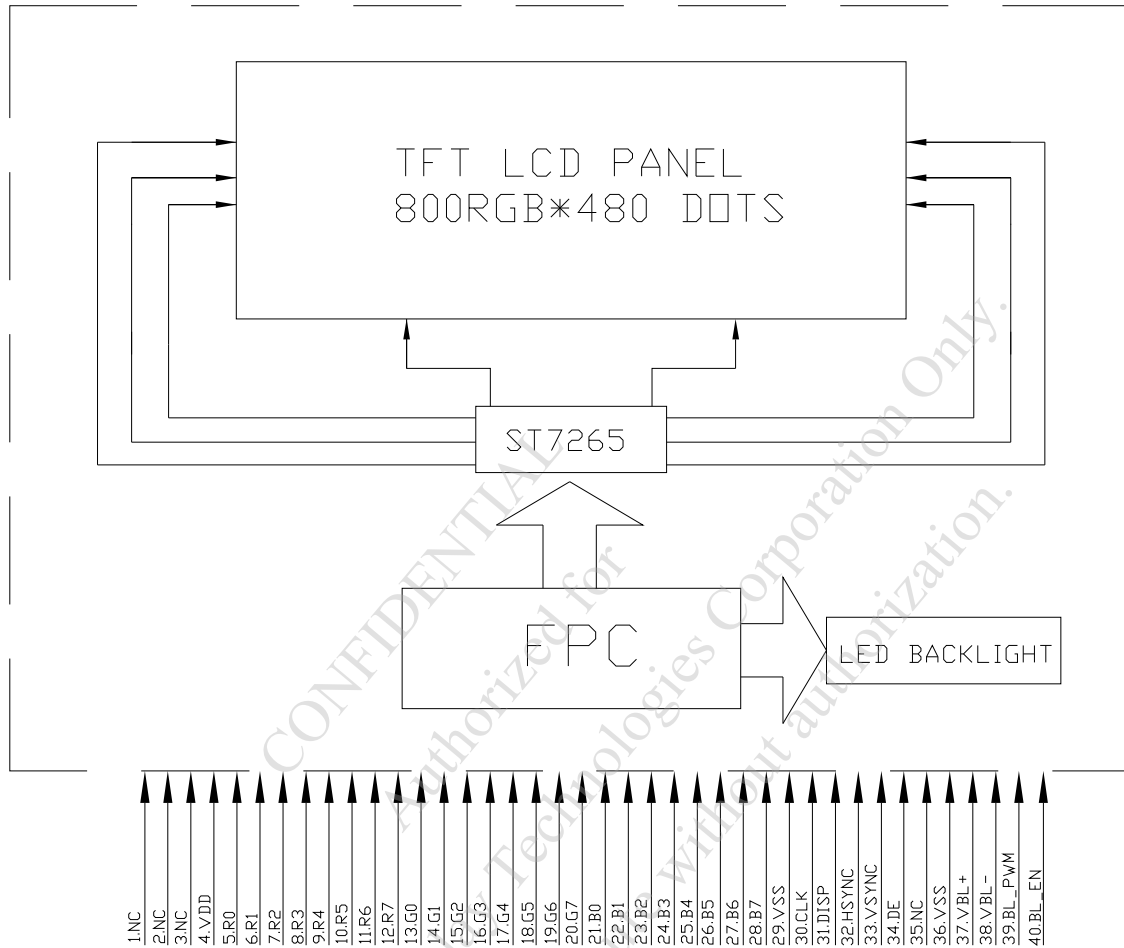 TFT LCD PANEL
800RGB*480 DOTS
ST7265
FPC
LED BACKLIGHT
CONFIDENTIAL
Authorized for
Technologies Corporation Only.
without authorization.
1.NC
2.NC
3.NC
4.VDD
5.R0
6.R1
7.R2
8.R3
9.R4
10.R5
11.R6
12.R7
13.G0
14.G1
15.G2
16.G3
17.G4
18.G5
19.G6
20.G7
21.B0
22.B1
23.B2
24.B3
25.B4
26.B5
27.B6
28.B7
29.VSS
30.CLK
31.DISP
32.HSYNC
33.VSYNC
34.DE
35.NC
36.VSS
37.VBL+
38.VBL-
39.BL_PWM
40.BL_EN